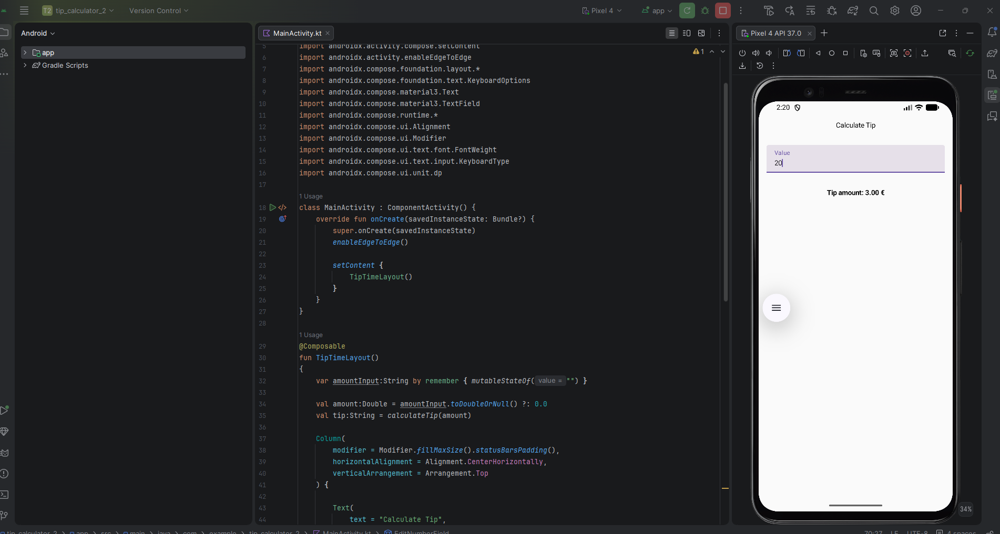 T2 tip_calculator_2 Version Control Pixel 4 app
Android
app
Gradle Scripts
MainActivity.kt
1
5 import androidx.activity.compose.setContent
6 import androidx.activity.enableEdgeToEdge
7 import androidx.compose.foundation.layout.*
8 import androidx.compose.foundation.text.KeyboardOptions
9 import androidx.compose.material3.Text
10 import androidx.compose.material3.TextField
11 import androidx.compose.runtime.*
12 import androidx.compose.ui.Alignment
13 import androidx.compose.ui.Modifier
14 import androidx.compose.ui.text.font.FontWeight
15 import androidx.compose.ui.text.input.KeyboardType
16 import androidx.compose.ui.unit.dp
17
1 Usage
18 class MainActivity : ComponentActivity() {
19 override fun onCreate(savedInstanceState: Bundle?) {
20 super.onCreate(savedInstanceState)
21 enableEdgeToEdge()
22
23 setContent {
24 TipTimeLayout()
25 }
26 }
27 }
28
1 Usage
29 @Composable
30 fun TipTimeLayout()
31 {
32 var amountInput:String by remember { mutableStateOf( value = "") }
33
34 val amount:Double = amountInput.toDoubleOrNull() ?: 0.0
35 val tip:String = calculateTip(amount)
36
37 Column(
38 modifier = Modifier.fillMaxSize().statusBarsPadding(),
39 horizontalAlignment = Alignment.CenterHorizontally,
40 verticalArrangement = Arrangement.Top
41 ) {
42
43 Text(
44 text = "Calculate Tip",
Pixel 4 API 37.0
2:20
Calculate Tip
Value
20
Tip amount: 3.00 €
34%
tip_calculator_2 > app > src > main > java > com > example > tip_calculator_2 > MainActivity.kt > EditNumberField
70:27 LF UTF-8 4 spaces